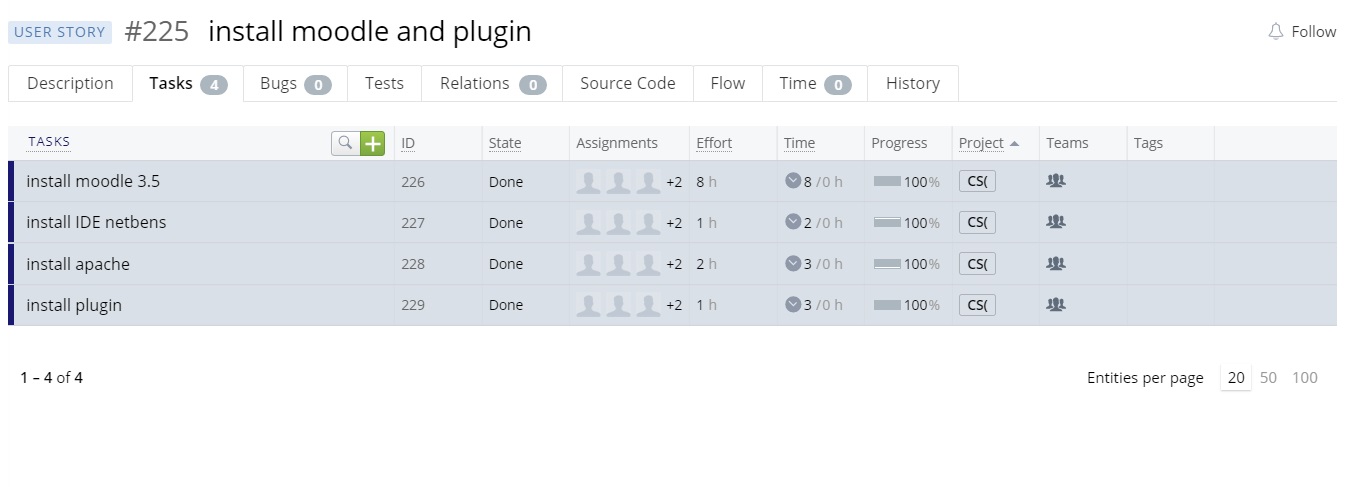 USER STORY #225 install moodle and plugin Follow
Description Tasks 4 Bugs 0 Tests Relations 0 Source Code Flow Time 0 History
TASKS ID State Assignments Effort Time Progress Project Teams Tags
install moodle 3.5 226 Done +2 8 h 8 /0 h 100% CS(
install IDE netbens 227 Done +2 1 h 2 /0 h 100% CS(
install apache 228 Done +2 2 h 3 /0 h 100% CS(
install plugin 229 Done +2 1 h 3 /0 h 100% CS(
1 – 4 of 4 Entities per page 20 50 100